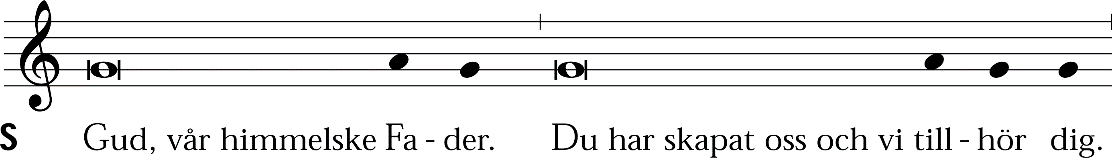 S Gud, vår himmelske Fa - der. Du har skapat oss och vi till - hör dig.